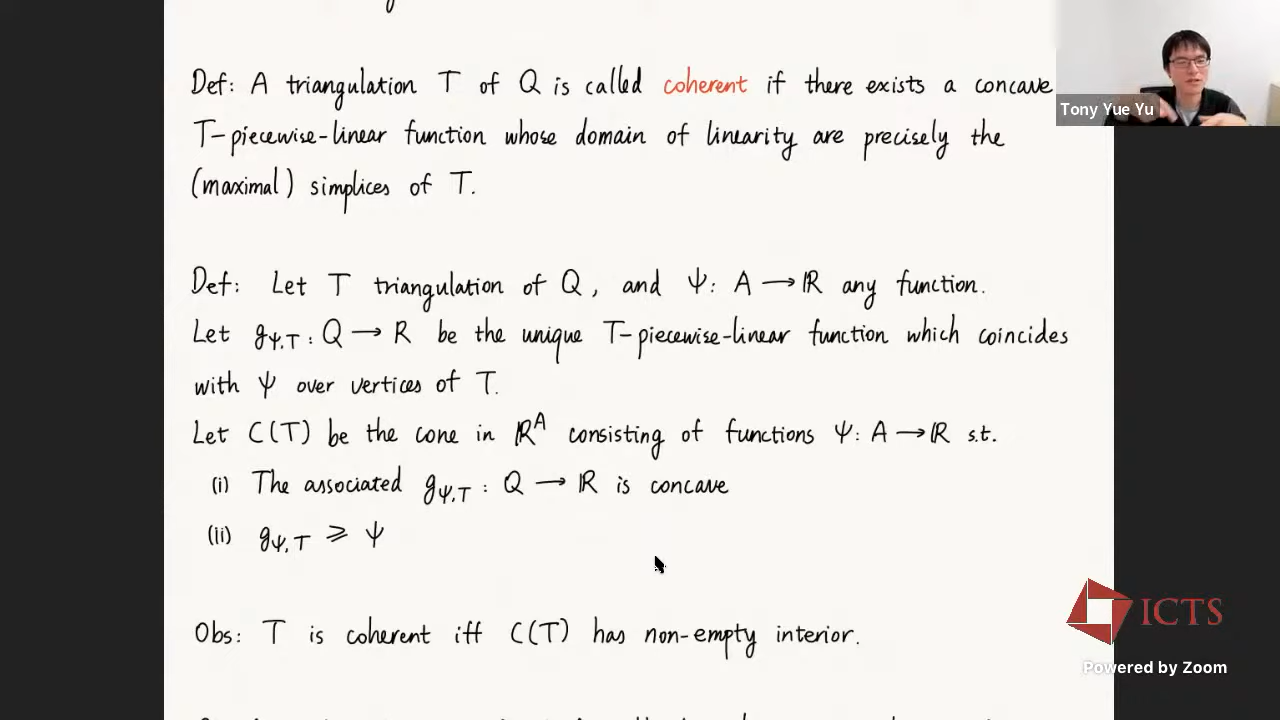 Def: A triangulation T of Q is called coherent if there exists a concave
T-piecewise-linear function whose domain of linearity are precisely the
(maximal) simplices of T.
Def: Let T triangulation of Q, and Ψ: A → ℝ any function.
Let g_{Ψ,T} : Q → R be the unique T-piecewise-linear function which coincides
with Ψ over vertices of T.
Let C(T) be the cone in ℝ^A consisting of functions Ψ: A → ℝ s.t.
(i) The associated g_{Ψ,T} : Q → ℝ is concave
(ii) g_{Ψ,T} ⩾ Ψ
Obs: T is coherent iff C(T) has non-empty interior.
Tony Yue Yu
ICTS
Powered by Zoom